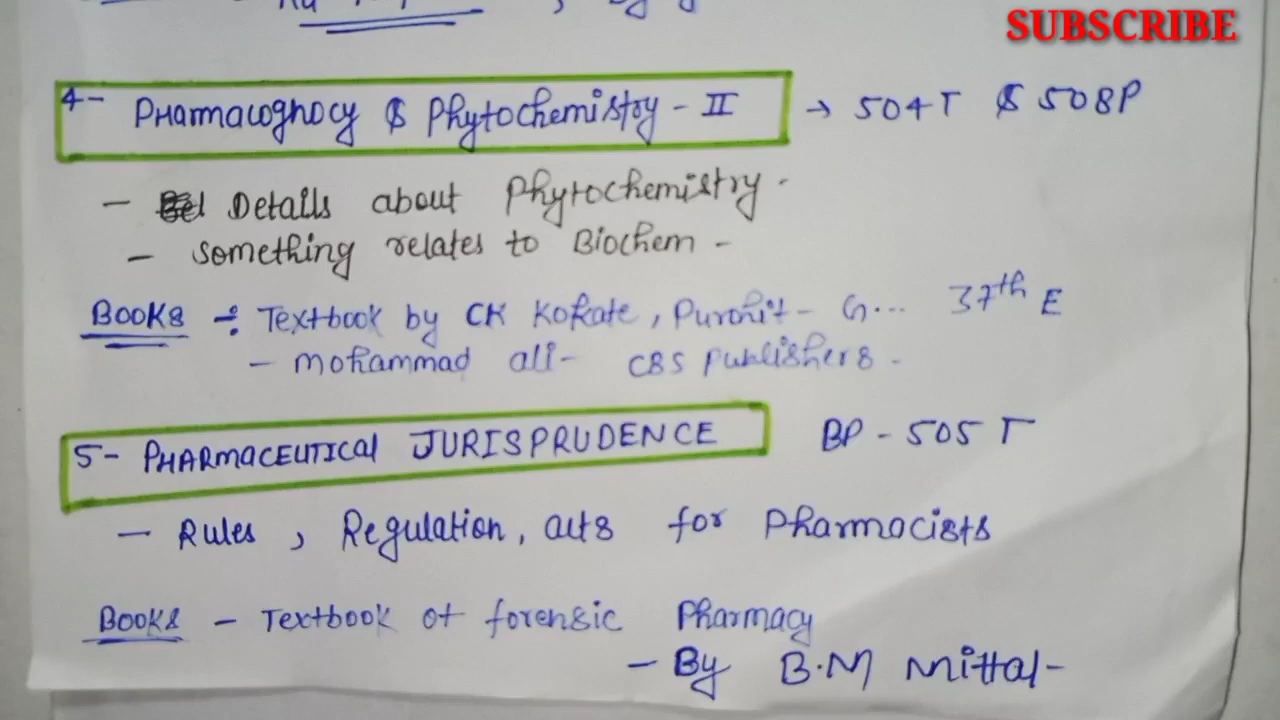 SUBSCRIBE
4- Pharmacognocy & Phytochemistry - II → 504T & 508P
- Details about Phytochemistry.
- something relates to Biochem -
Books ÷ Textbook by CK Kokate, Purohit - G... 37th E
- Mohammad ali - CBS Publishers.
5- PHARMACEUTICAL JURISPRUDENCE BP - 505 T
- Rules, Regulation, acts for Pharmocists
Books - Textbook of forensic Pharmacy
- By B.M Mittal -